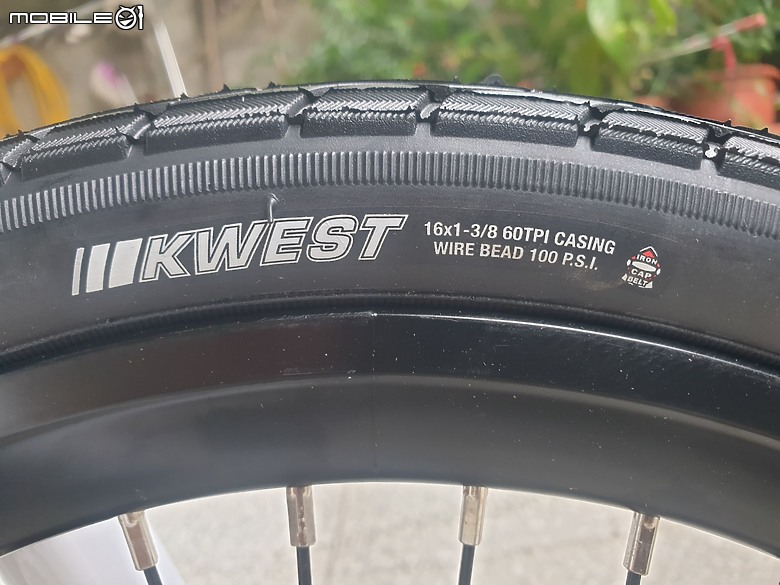 MOBILE01
KWEST
16x1-3/8 60TPI CASING
WIRE BEAD 100 P.S.I.
IRON
CAP
BELT